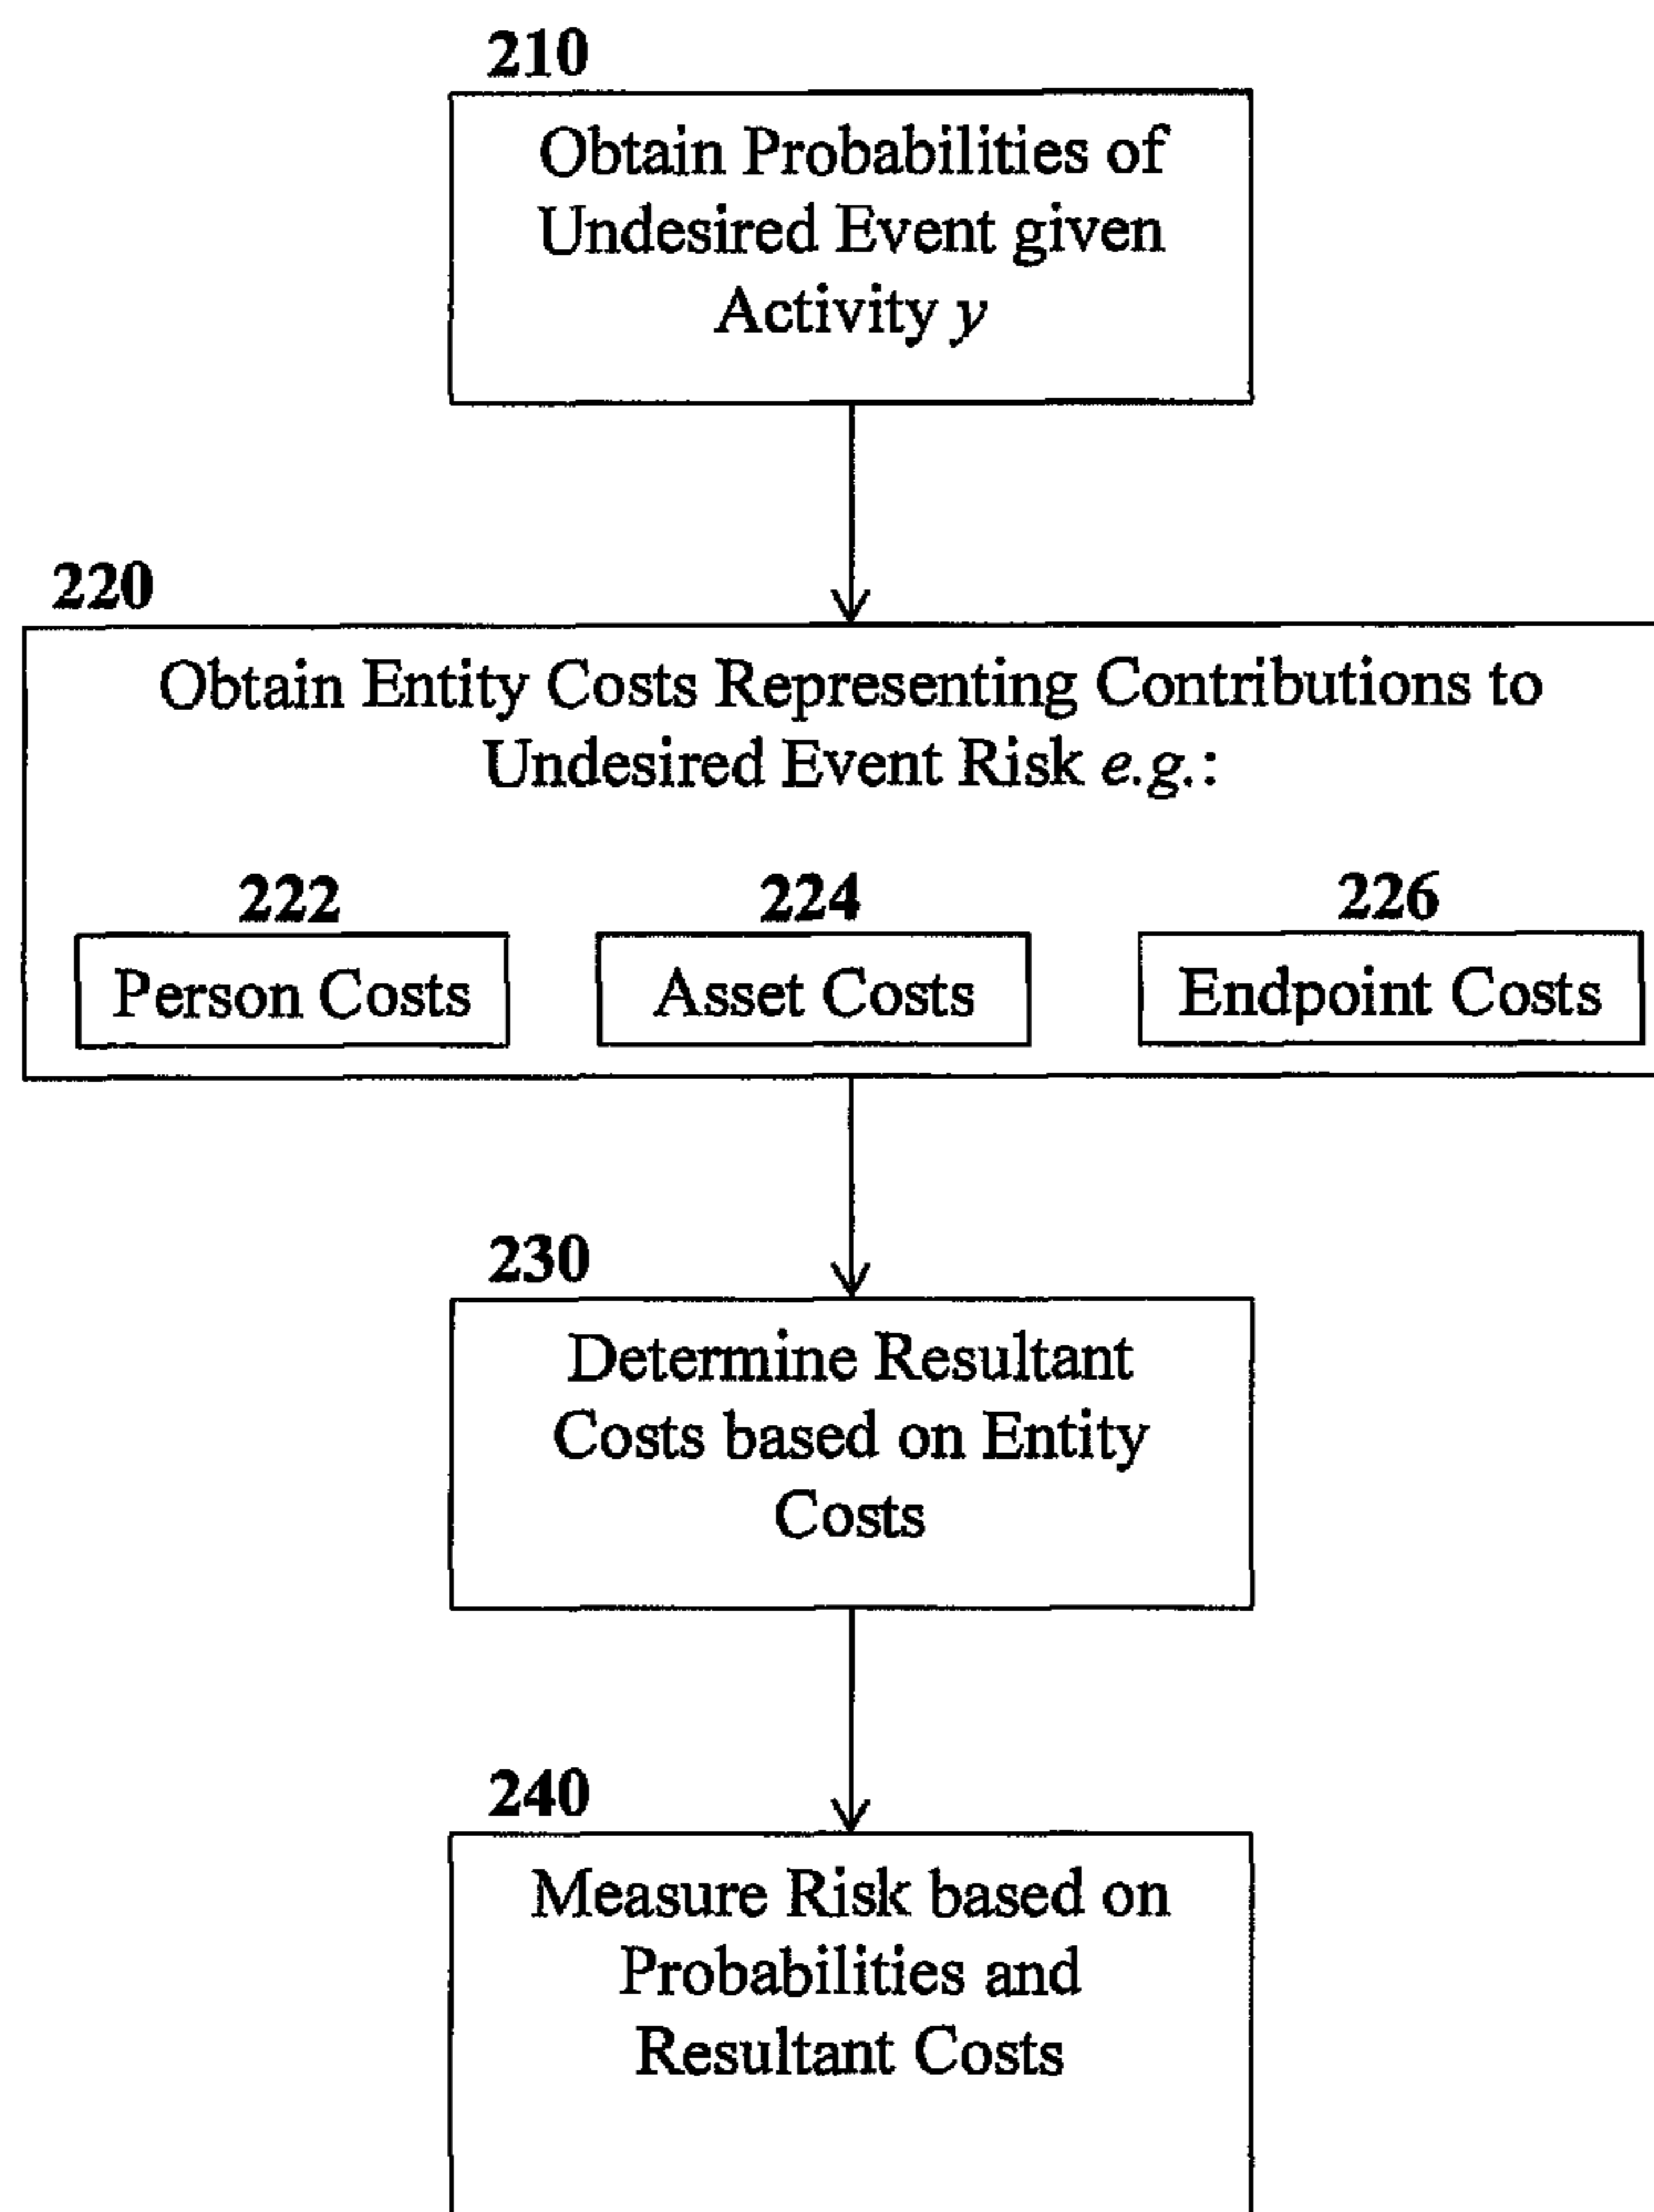 210
Obtain Probabilities of
Undesired Event given
Activity y
220
Obtain Entity Costs Representing Contributions to
Undesired Event Risk e.g.:
222
224
226
Person Costs
Asset Costs
Endpoint Costs
230
Determine Resultant
Costs based on Entity
Costs
240
Measure Risk based on
Probabilities and
Resultant Costs